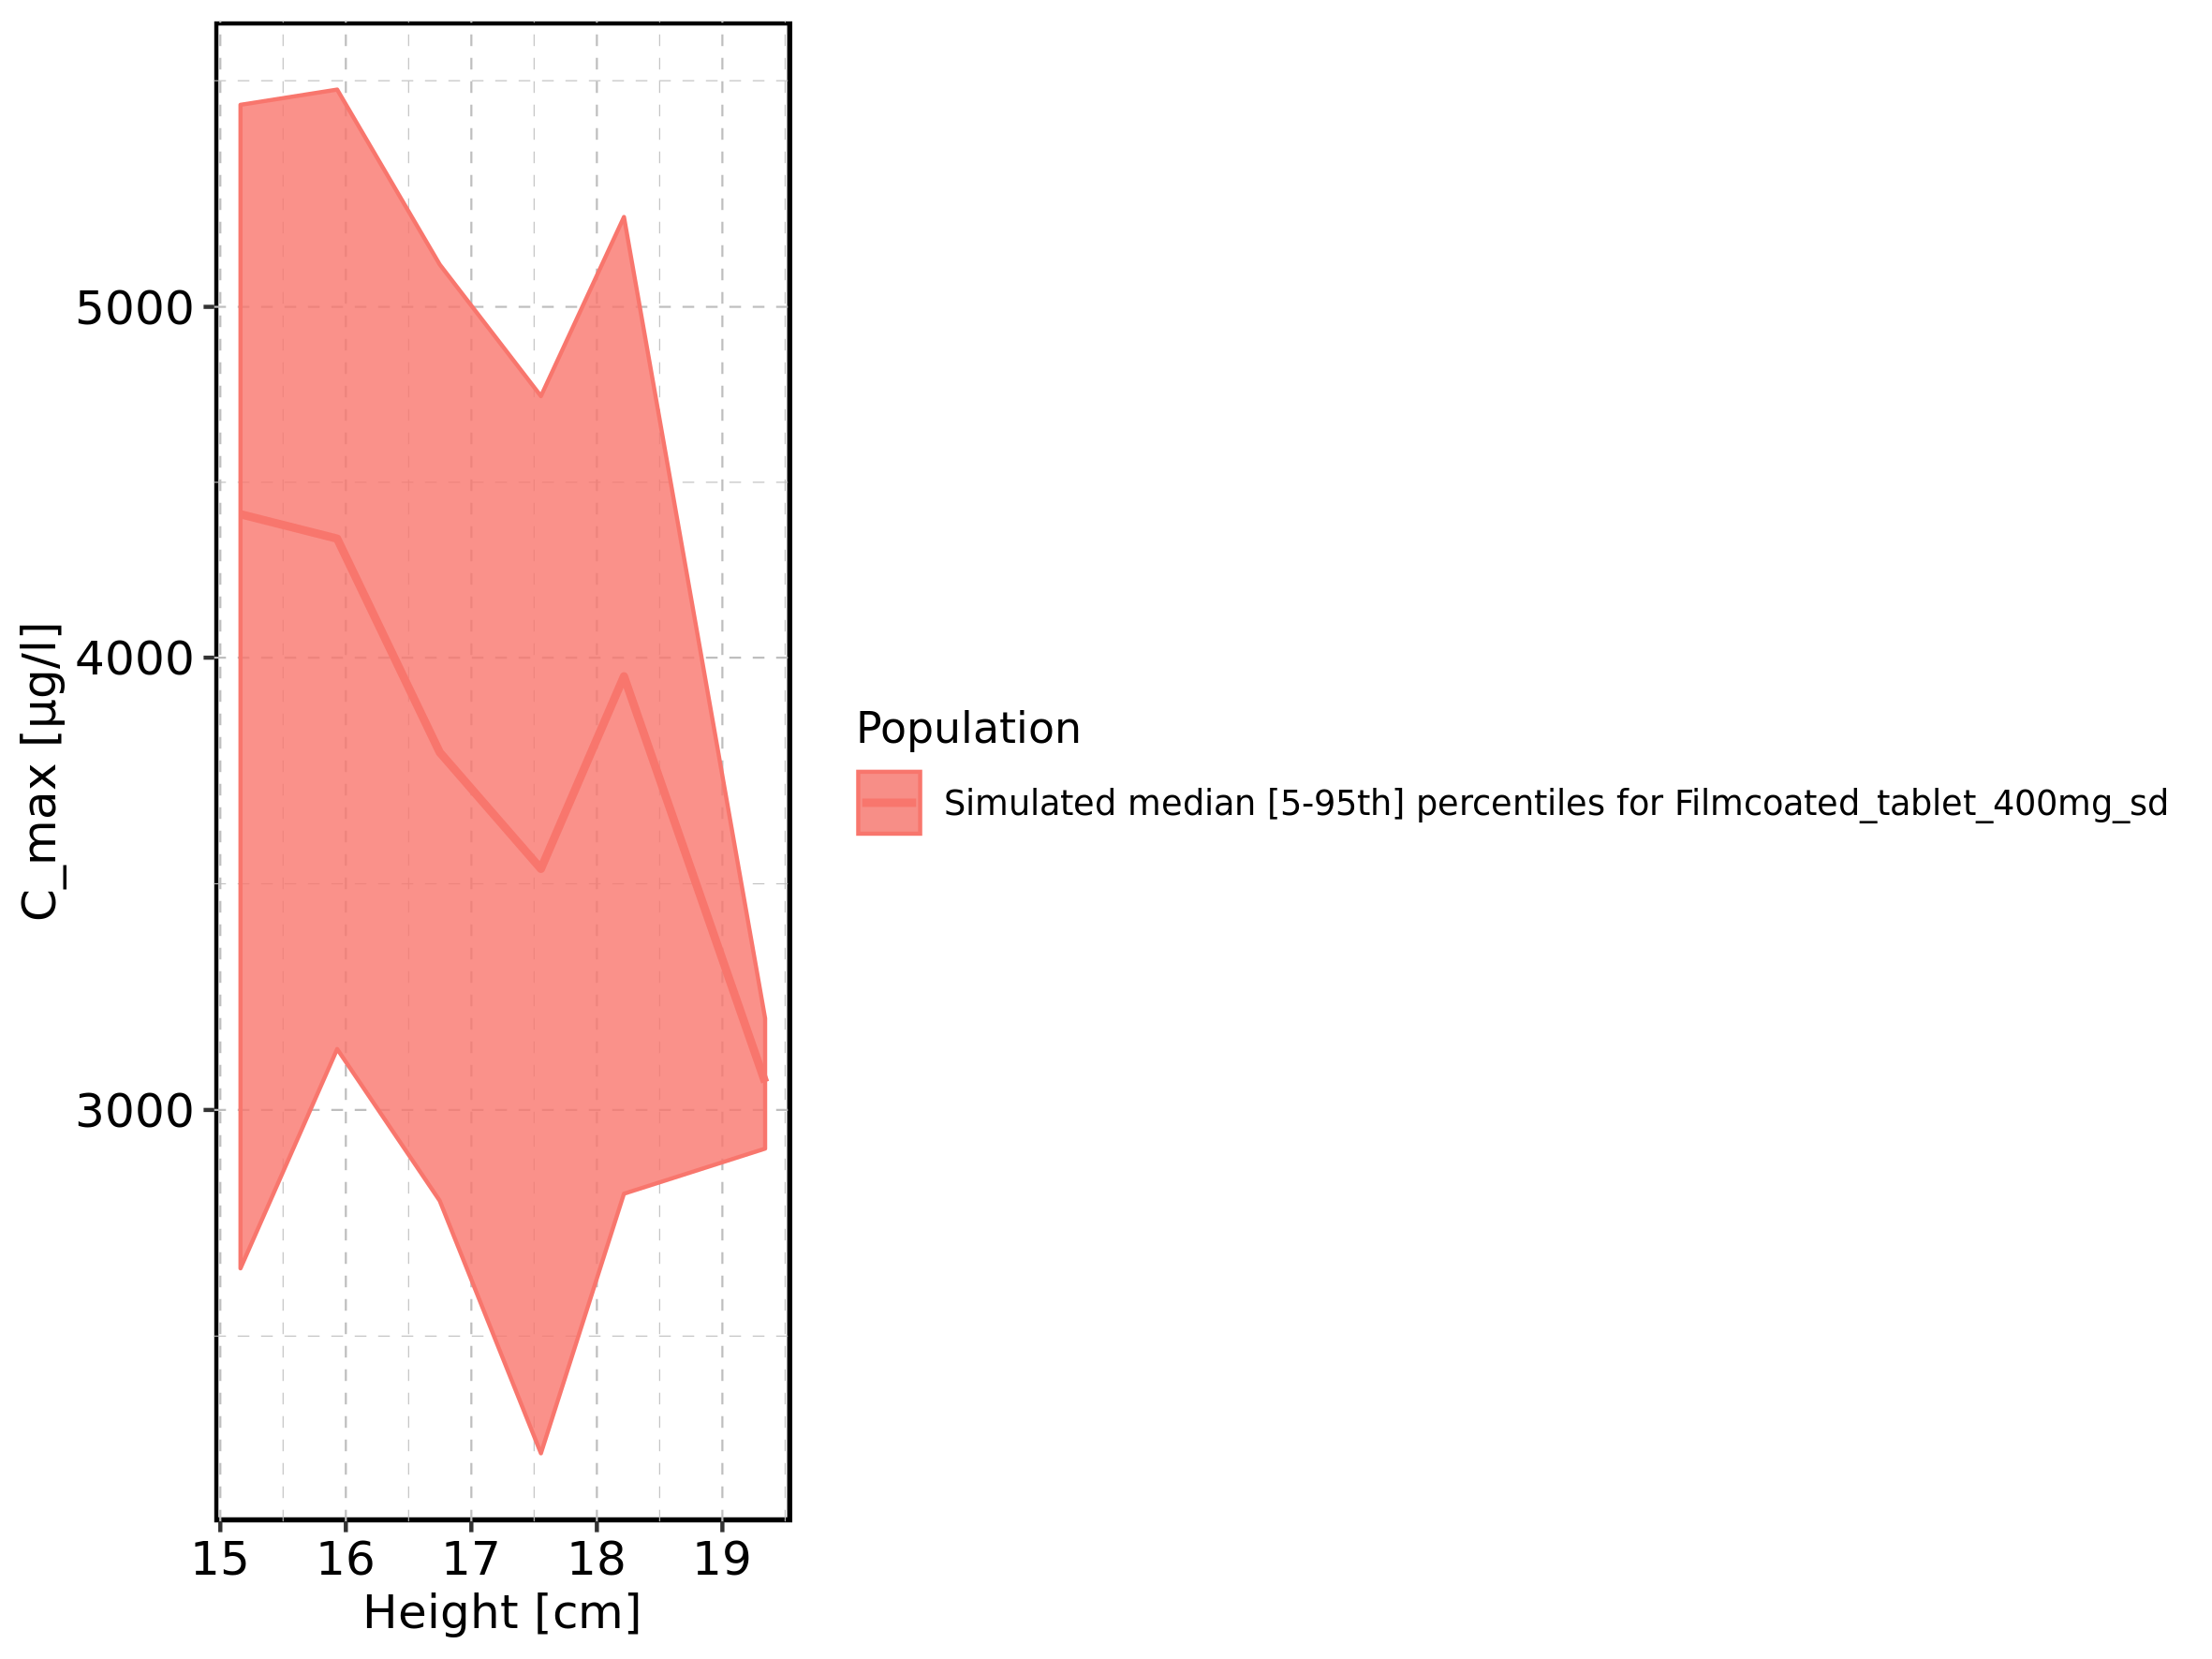 5000
4000
3000
C_max [µg/l]
15 16 17 18 19
Height [cm]
Population
Simulated median [5-95th] percentiles for Filmcoated_tablet_400mg_sd